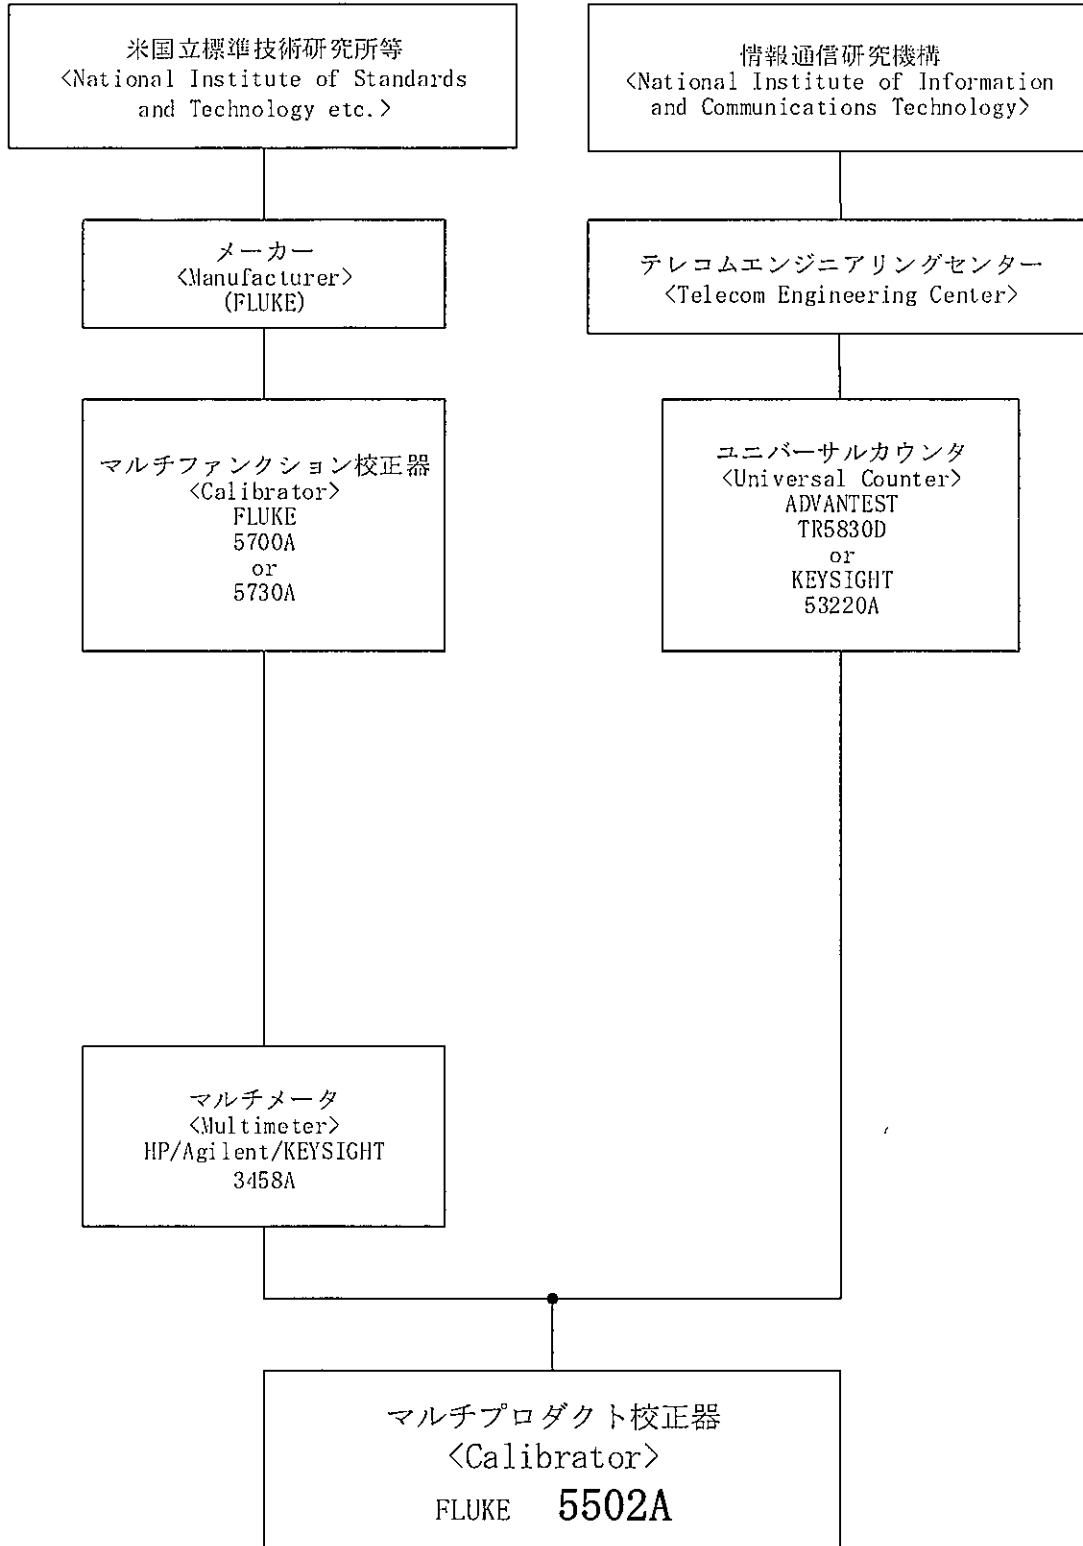 米国立標準技術研究所等
<National Institute of Standards
and Technology etc.>
情報通信研究機構
<National Institute of Information
and Communications Technology>
メーカー
<Manufacturer>
(FLUKE)
テレコムエンジニアリングセンター
<Telecom Engineering Center>
マルチファンクション校正器
<Calibrator>
FLUKE
5700A
or
5730A
ユニバーサルカウンタ
<Universal Counter>
ADVANTEST
TR5830D
or
KEYSIGHT
53220A
マルチメータ
<Multimeter>
HP/Agilent/KEYSIGHT
3458A
マルチプロダクト校正器
<Calibrator>
FLUKE 5502A